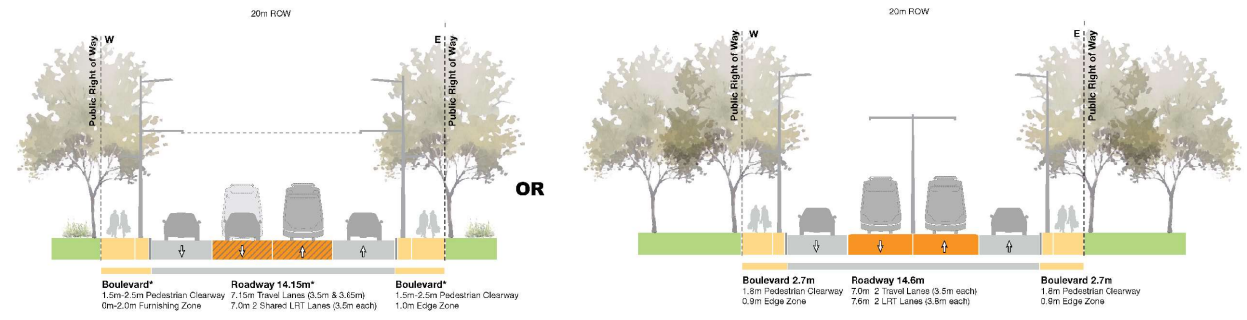 20m ROW
Public Right of Way
W
E
Public Right of Way
Boulevard*
1.5m-2.5m Pedestrian Clearway
0m-2.0m Furnishing Zone
Roadway 14.15m*
7.15m Travel Lanes (3.5m & 3.65m)
7.0m 2 Shared LRT Lanes (3.5m each)
Boulevard*
1.5m-2.5m Pedestrian Clearway
1.0m Edge Zone
OR
20m ROW
Public Right of Way
W
E
Public Right of Way
Boulevard 2.7m
1.8m Pedestrian Clearway
0.9m Edge Zone
Roadway 14.6m
7.0m 2 Travel Lanes (3.5m each)
7.6m 2 LRT Lanes (3.8m each)
Boulevard 2.7m
1.8m Pedestrian Clearway
0.9m Edge Zone